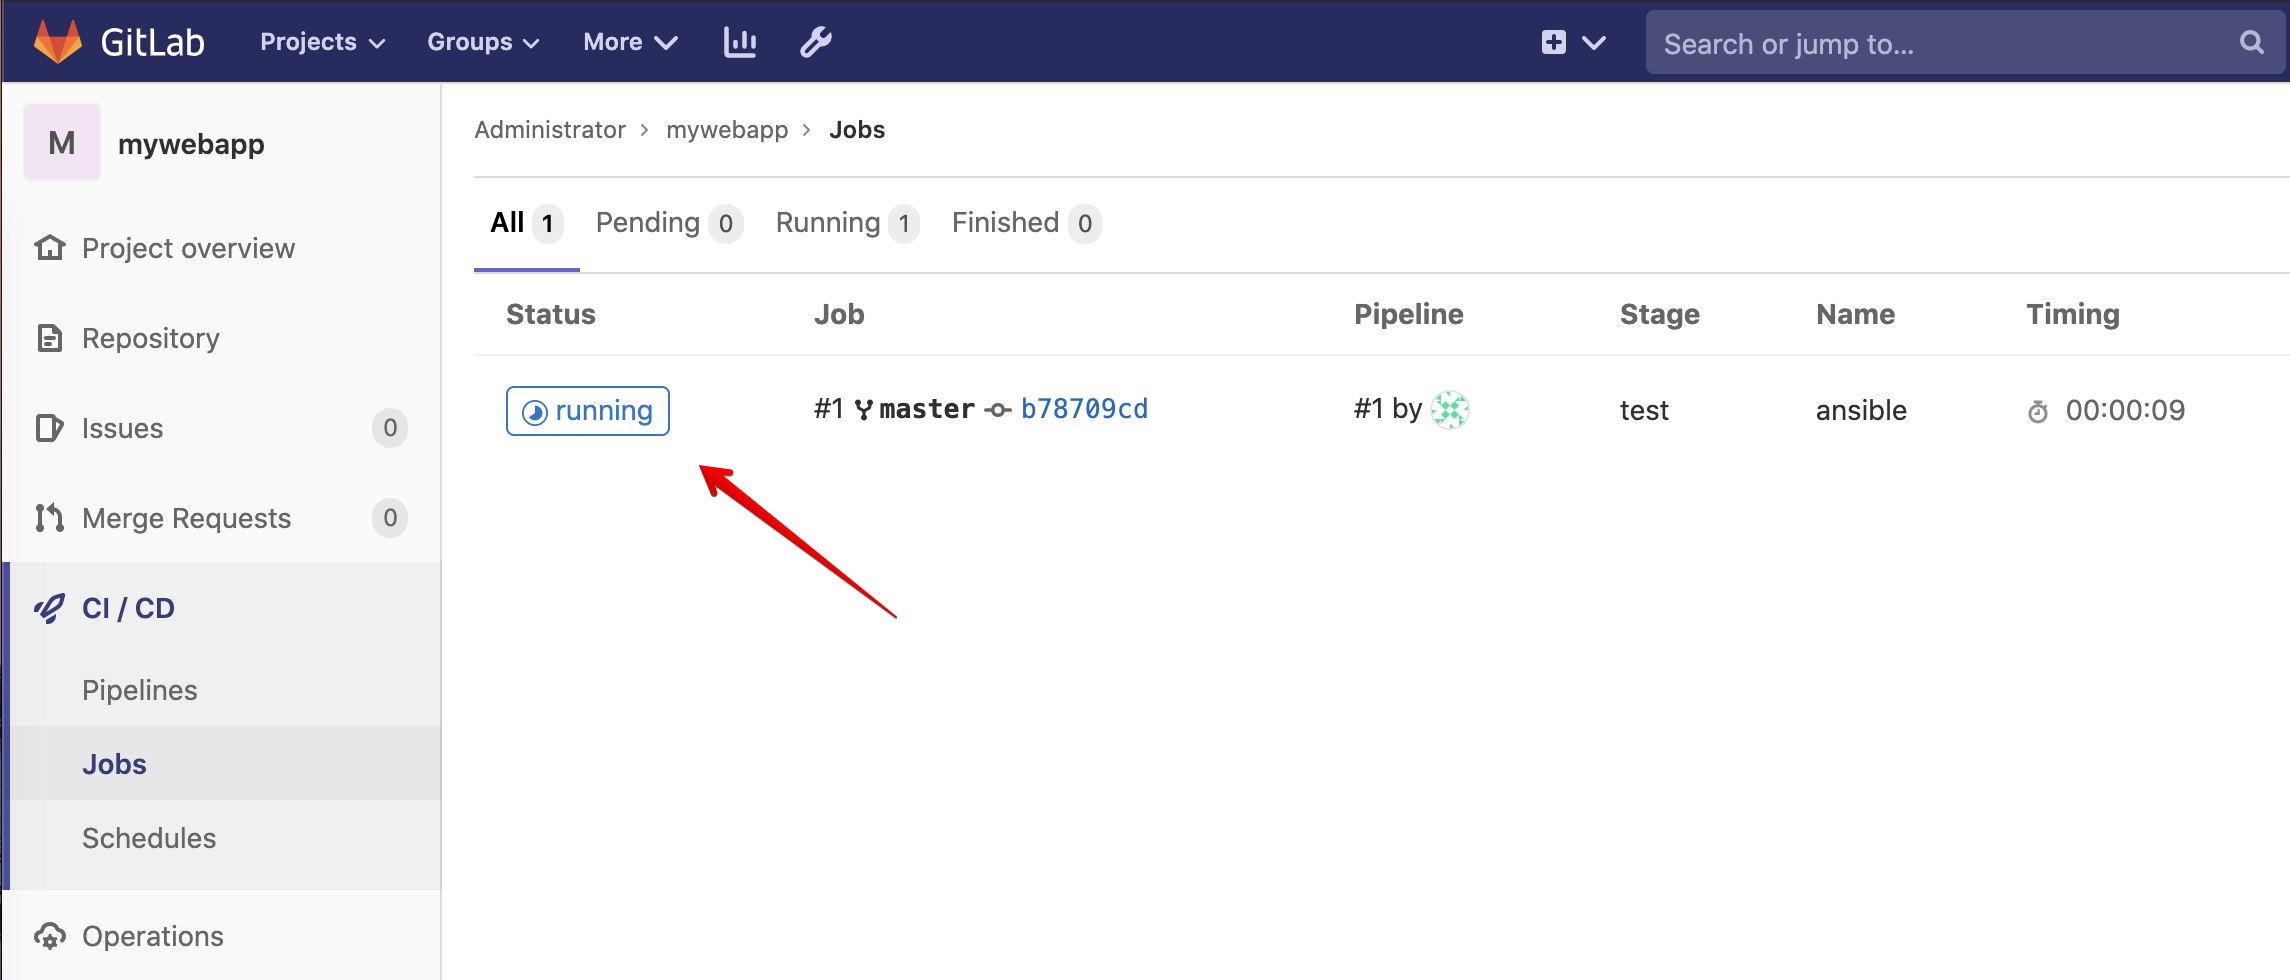 GitLab Projects Groups More Search or jump to...
M mywebapp
Project overview
Repository
Issues 0
Merge Requests 0
CI / CD
Pipelines
Jobs
Schedules
Operations
Administrator > mywebapp > Jobs
All 1 Pending 0 Running 1 Finished 0
Status Job Pipeline Stage Name Timing
running #1 master b78709cd #1 by test ansible 00:00:09